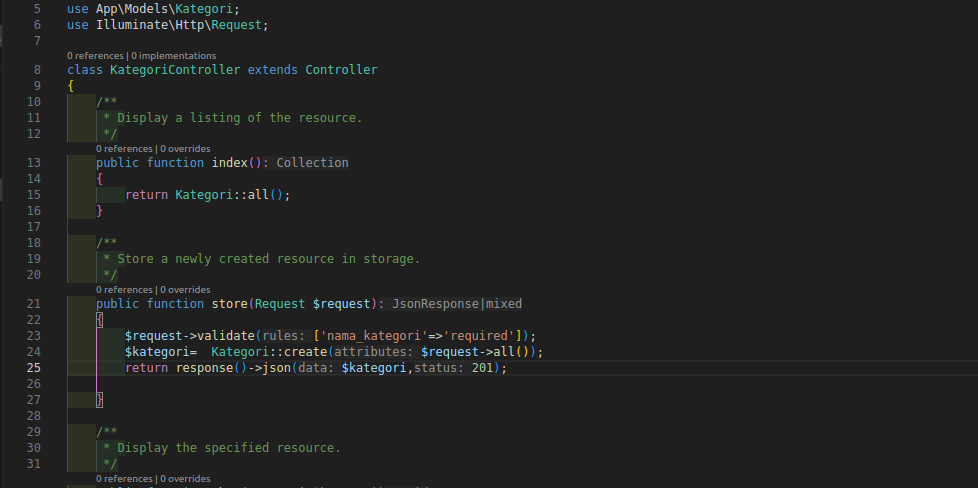 5 use App\Models\Kategori;
6 use Illuminate\Http\Request;
7
0 references | 0 implementations
8 class KategoriController extends Controller
9 {
10 /**
11 * Display a listing of the resource.
12 */
0 references | 0 overrides
13 public function index(): Collection
14 {
15 return Kategori::all();
16 }
17
18 /**
19 * Store a newly created resource in storage.
20 */
0 references | 0 overrides
21 public function store(Request $request): JsonResponse|mixed
22 {
23 $request->validate(rules: ['nama_kategori'=>'required']);
24 $kategori=  Kategori::create(attributes: $request->all());
25 return response()->json(data: $kategori,status: 201);
26
27 }
28
29 /**
30 * Display the specified resource.
31 */
0 references | 0 overrides